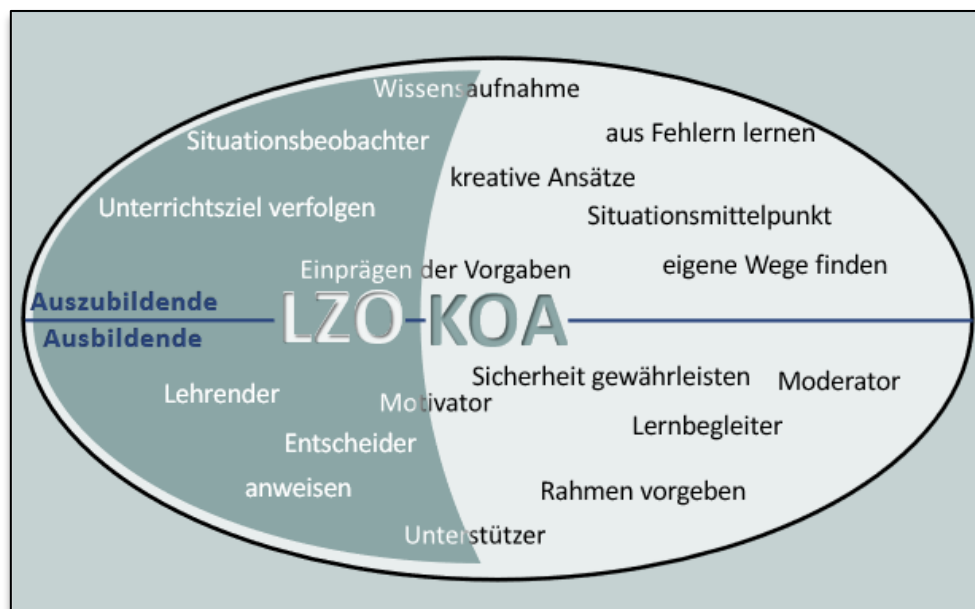 Wissensaufnahme
aus Fehlern lernen
Situationsbeobachter
kreative Ansätze
Unterrichtsziel verfolgen
Situationsmittelpunkt
Einprägen der Vorgaben
eigene Wege finden
Auszubildende
LZO-KOA
Ausbildende
Sicherheit gewährleisten
Moderator
Lehrender
Motivator
Lernbegleiter
Entscheider
anweisen
Rahmen vorgeben
Unterstützer